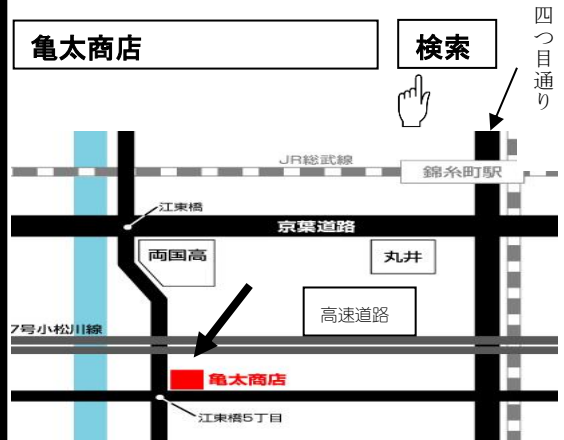 亀太商店
検索
四つ目通り
JR総武線
錦糸町駅
江東橋
京葉道路
両国高
丸井
高速道路
7号小松川線
亀太商店
江東橋5丁目